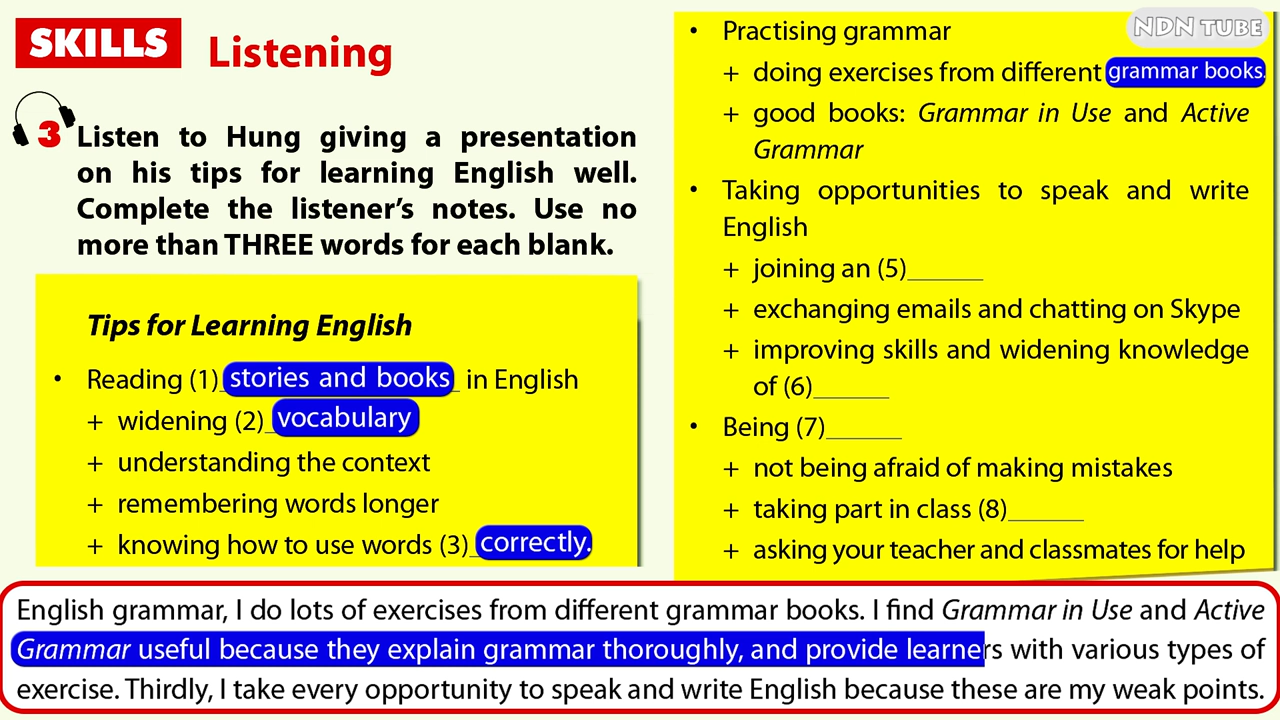 SKILLS Listening
3 Listen to Hung giving a presentation
on his tips for learning English well.
Complete the listener's notes. Use no
more than THREE words for each blank.
Tips for Learning English
• Reading (1)_stories and books_ in English
+ widening (2)_vocabulary
+ understanding the context
+ remembering words longer
+ knowing how to use words (3)_correctly.
NDN TUBE
• Practising grammar
+ doing exercises from different grammar books.
+ good books: Grammar in Use and Active
Grammar
• Taking opportunities to speak and write
English
+ joining an (5)______
+ exchanging emails and chatting on Skype
+ improving skills and widening knowledge
of (6)______
• Being (7)______
+ not being afraid of making mistakes
+ taking part in class (8)______
+ asking your teacher and classmates for help
English grammar, I do lots of exercises from different grammar books. I find Grammar in Use and Active
Grammar useful because they explain grammar thoroughly, and provide learners with various types of
exercise. Thirdly, I take every opportunity to speak and write English because these are my weak points.